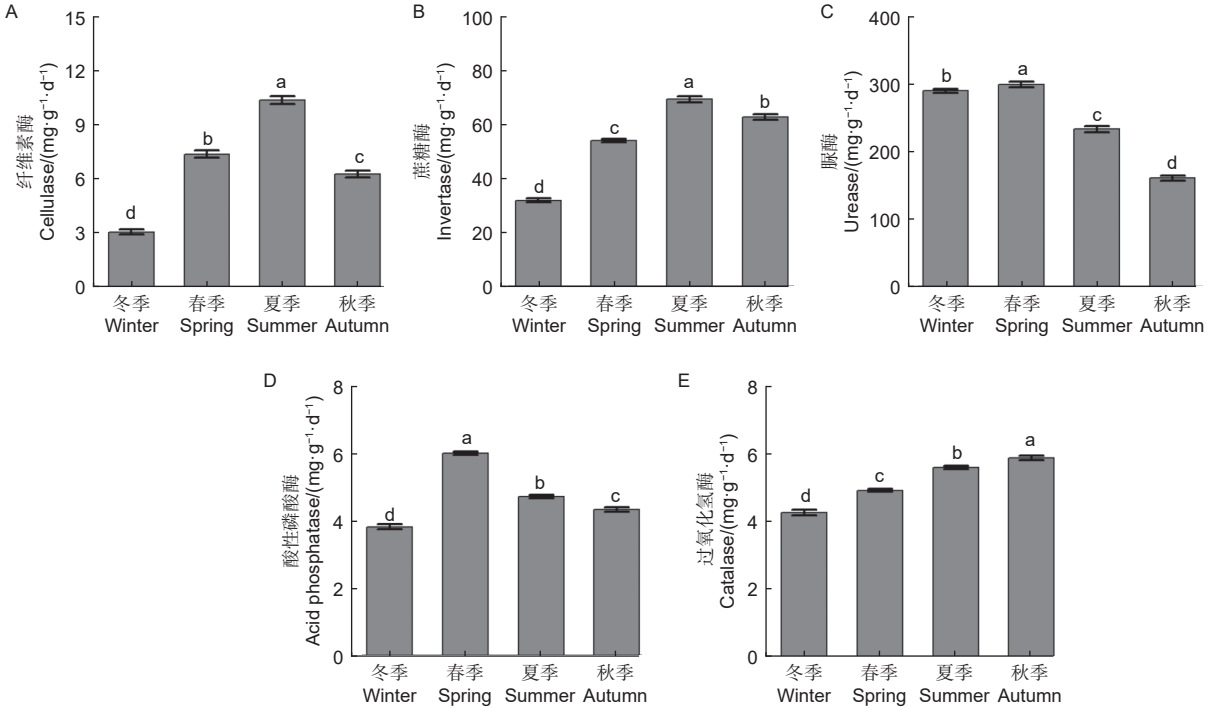 A
纤维素酶
Cellulase/(mg·g⁻¹·d⁻¹)
15
12
9
6
3
0
d
b
a
c
冬季 春季 夏季 秋季
Winter Spring Summer Autumn
B
蔗糖酶
Invertase/(mg·g⁻¹·d⁻¹)
100
80
60
40
20
0
d
c
a
b
冬季 春季 夏季 秋季
Winter Spring Summer Autumn
C
脲酶
Urease/(mg·g⁻¹·d⁻¹)
400
300
200
100
0
b
a
c
d
冬季 春季 夏季 秋季
Winter Spring Summer Autumn
D
酸性磷酸酶
Acid phosphatase/(mg·g⁻¹·d⁻¹)
8
6
4
2
0
d
a
b
c
冬季 春季 夏季 秋季
Winter Spring Summer Autumn
E
过氧化氢酶
Catalase/(mg·g⁻¹·d⁻¹)
8
6
4
2
0
d
c
b
a
冬季 春季 夏季 秋季
Winter Spring Summer Autumn